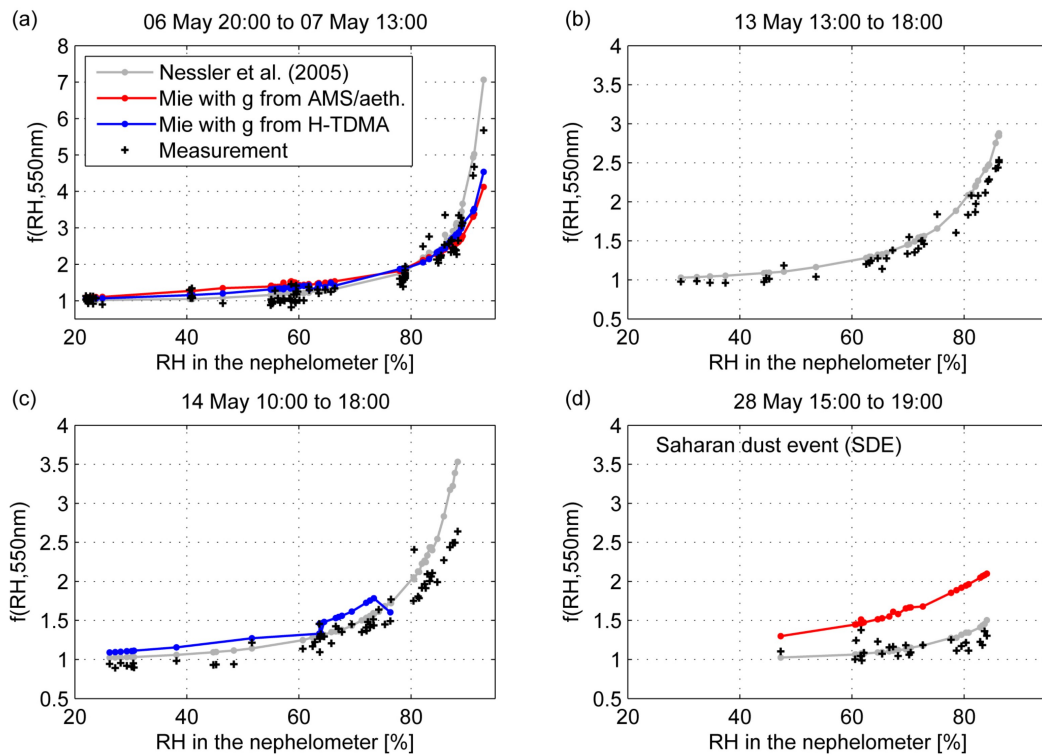 (a)
06 May 20:00 to 07 May 13:00
8
7
6
5
4
3
2
1
f(RH,550nm)
Nessler et al. (2005)
Mie with g from AMS/aeth.
Mie with g from H-TDMA
Measurement
20
40
60
80
RH in the nephelometer [%]
(b)
13 May 13:00 to 18:00
4
3.5
3
2.5
2
1.5
1
0.5
f(RH,550nm)
20
40
60
80
RH in the nephelometer [%]
(c)
14 May 10:00 to 18:00
4
3.5
3
2.5
2
1.5
1
0.5
f(RH,550nm)
20
40
60
80
RH in the nephelometer [%]
(d)
28 May 15:00 to 19:00
Saharan dust event (SDE)
4
3.5
3
2.5
2
1.5
1
0.5
f(RH,550nm)
20
40
60
80
RH in the nephelometer [%]